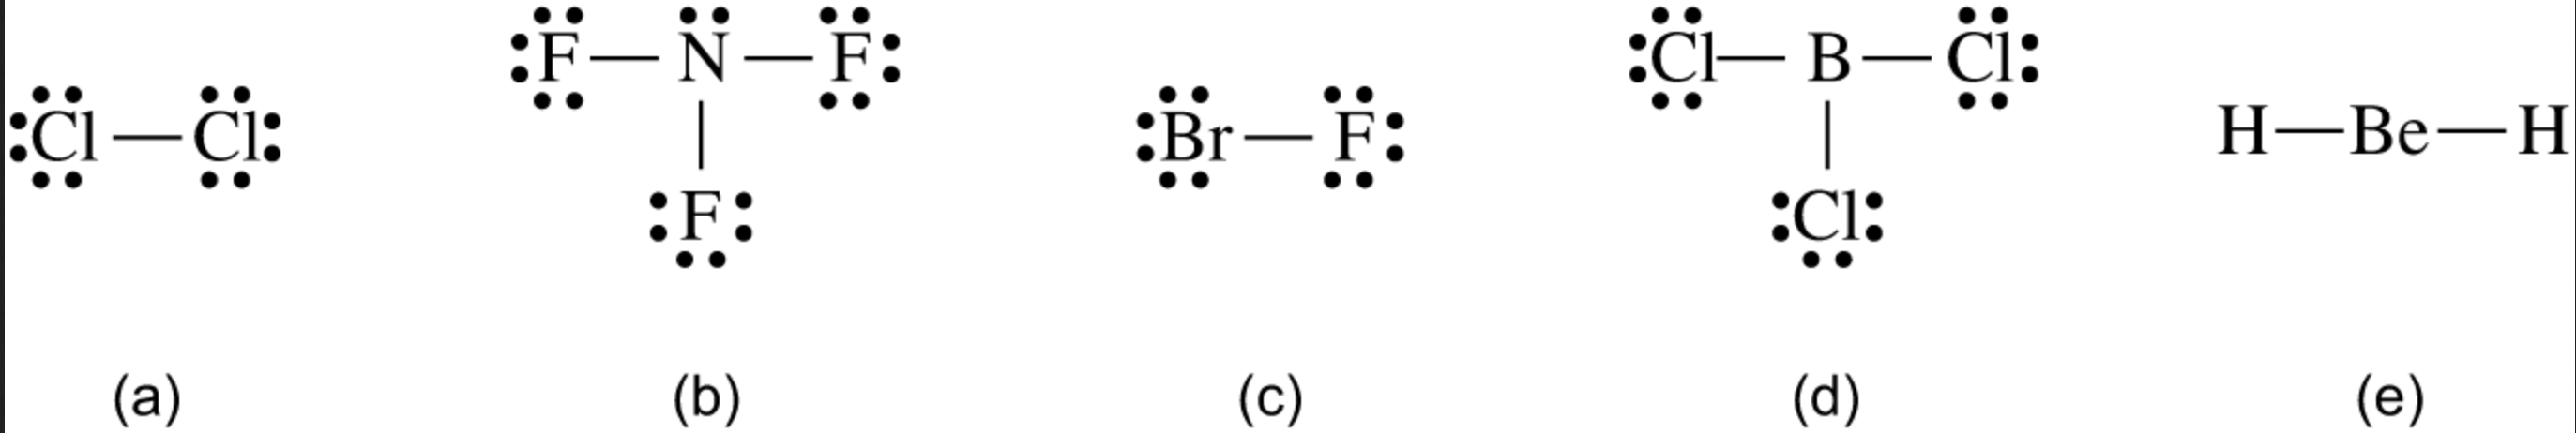 F N F Cl B Cl
Cl Cl Br F H Be H
F Cl
(a) (b) (c) (d) (e)